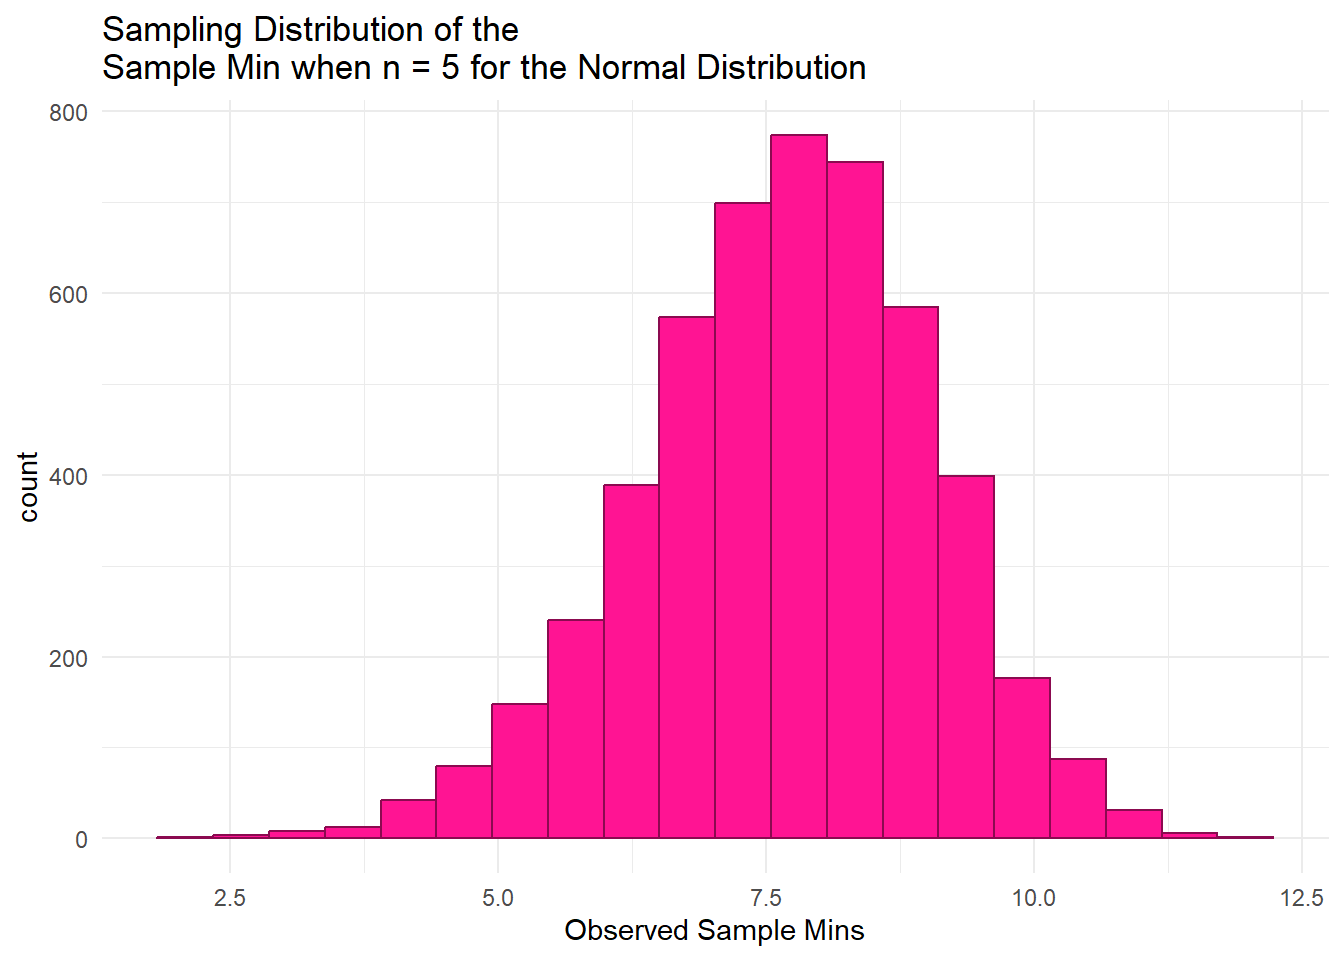 Sampling Distribution of the
Sample Min when n = 5 for the Normal Distribution
800
600
400
200
0
count
2.5 5.0 7.5 10.0 12.5
Observed Sample Mins